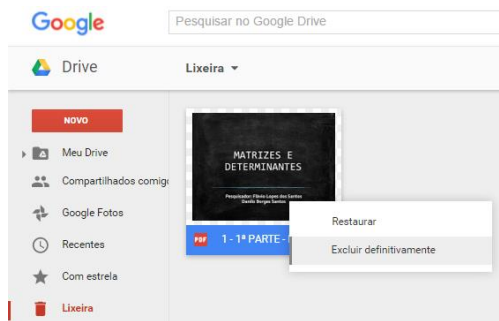 Google
Pesquisar no Google Drive
Drive
Lixeira
NOVO
Meu Drive
Compartilhados comig
Google Fotos
Recentes
Com estrela
Lixeira
MATRIZES E
DETERMINANTES
Pesquisador: Flávio Lopes dos Santos
Danilo Borges Santos
PDF
1 - 1ª PARTE -
Restaurar
Excluir definitivamente